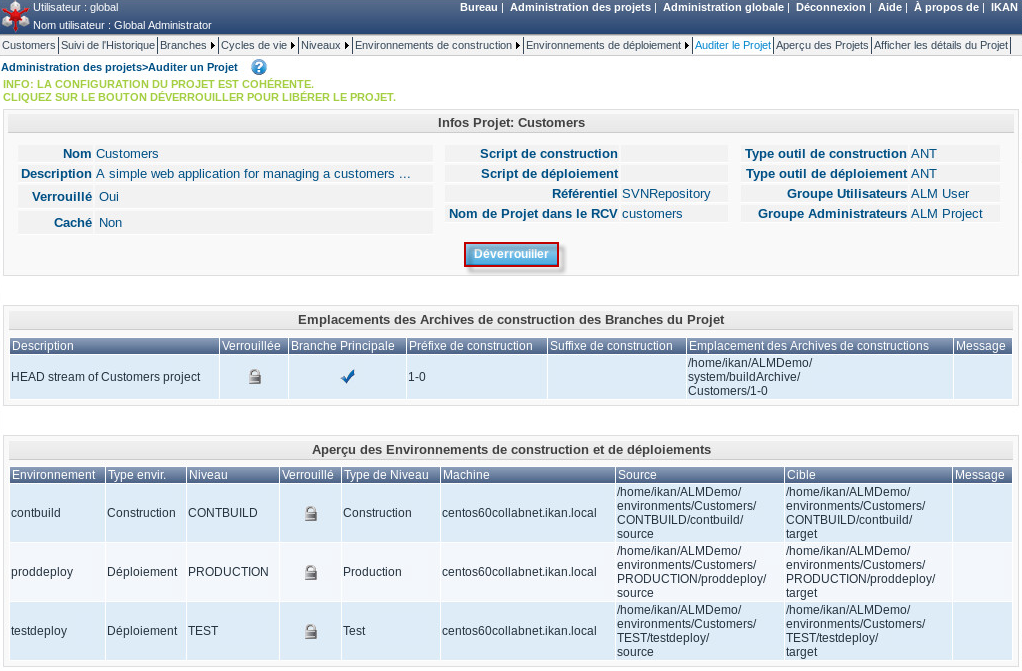 Utilisateur : global
Nom utilisateur : Global Administrator
Bureau | Administration des projets | Administration globale | Déconnexion | Aide | À propos de | IKAN
Customers Suivi de l'Historique Branches Cycles de vie Niveaux Environnements de construction Environnements de déploiement Auditer le Projet Aperçu des Projets Afficher les détails du Projet
Administration des projets>Auditer un Projet ?
INFO: LA CONFIGURATION DU PROJET EST COHÉRENTE.
CLIQUEZ SUR LE BOUTON DÉVERROUILLER POUR LIBÉRER LE PROJET.
Infos Projet: Customers
Nom Customers
Description A simple web application for managing a customers ...
Verrouillé Oui
Caché Non
Script de construction
Script de déploiement
Référentiel SVNRepository
Nom de Projet dans le RCV customers
Type outil de construction ANT
Type outil de déploiement ANT
Groupe Utilisateurs ALM User
Groupe Administrateurs ALM Project
Déverrouiller
Emplacements des Archives de construction des Branches du Projet
Description Verrouillée Branche Principale Préfixe de construction Suffixe de construction Emplacement des Archives de constructions Message
HEAD stream of Customers project 1-0
/home/ikan/ALMDemo/
system/buildArchive/
Customers/1-0
Aperçu des Environnements de construction et de déploiements
Environnement Type envir. Niveau Verrouillé Type de Niveau Machine Source Cible Message
contbuild Construction CONTBUILD Construction centos60collabnet.ikan.local
/home/ikan/ALMDemo/
environments/Customers/
CONTBUILD/contbuild/
source
/home/ikan/ALMDemo/
environments/Customers/
CONTBUILD/contbuild/
target
proddeploy Déploiement PRODUCTION Production centos60collabnet.ikan.local
/home/ikan/ALMDemo/
environments/Customers/
PRODUCTION/proddeploy/
source
/home/ikan/ALMDemo/
environments/Customers/
PRODUCTION/proddeploy/
target
testdeploy Déploiement TEST Test centos60collabnet.ikan.local
/home/ikan/ALMDemo/
environments/Customers/
TEST/testdeploy/
source
/home/ikan/ALMDemo/
environments/Customers/
TEST/testdeploy/
target